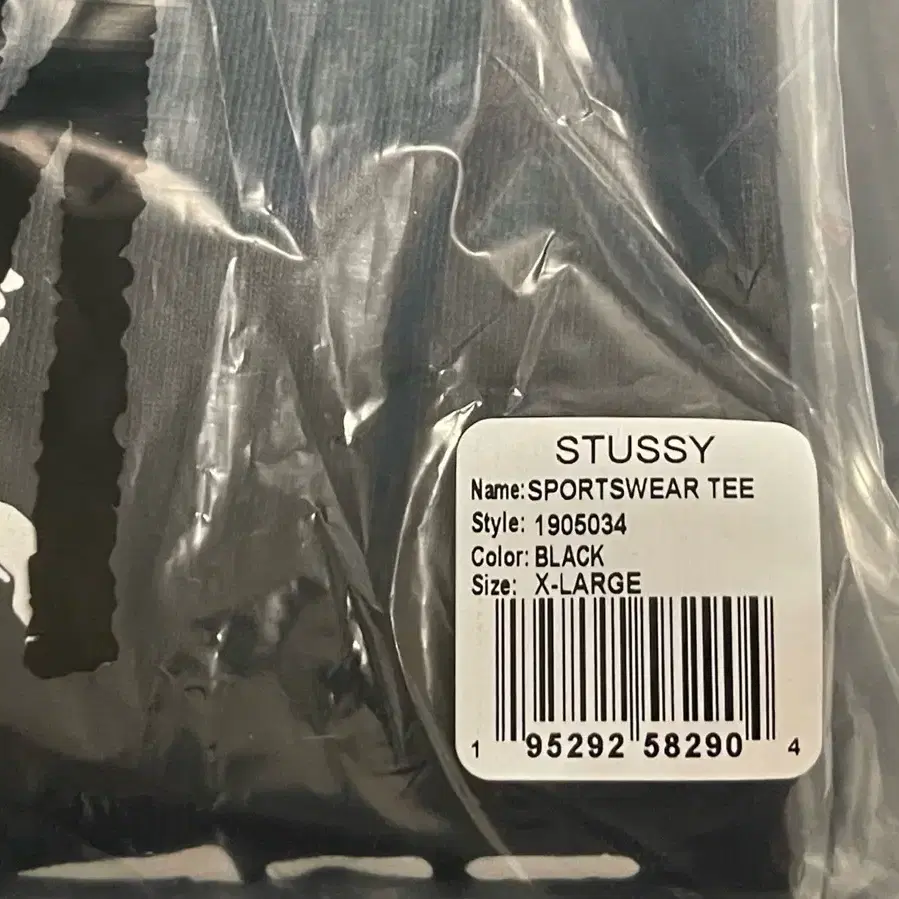 STUSSY
Name: SPORTSWEAR TEE
Style: 1905034
Color: BLACK
Size: X-LARGE
1 95292 58290 4